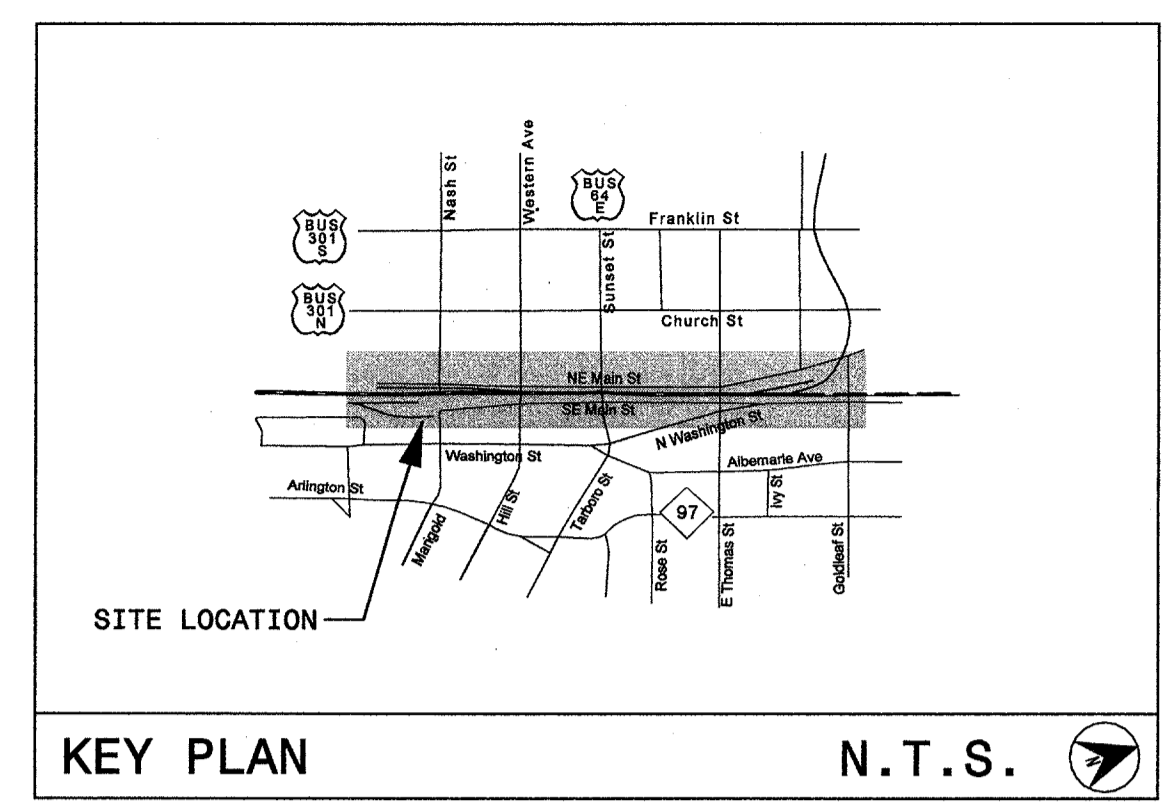 Nash St
Western Ave
BUS
64
E
Franklin St
BUS
301
S
Sunset St
BUS
301
N
Church St
NE Main St
SE Main St
N Washington St
Washington St
Albemarle Ave
Arlington St
Marigold
Hill St
Tarboro St
Rose St
97
E Thomas St
Ivy St
Goldleaf St
SITE LOCATION
KEY PLAN
N.T.S.
N